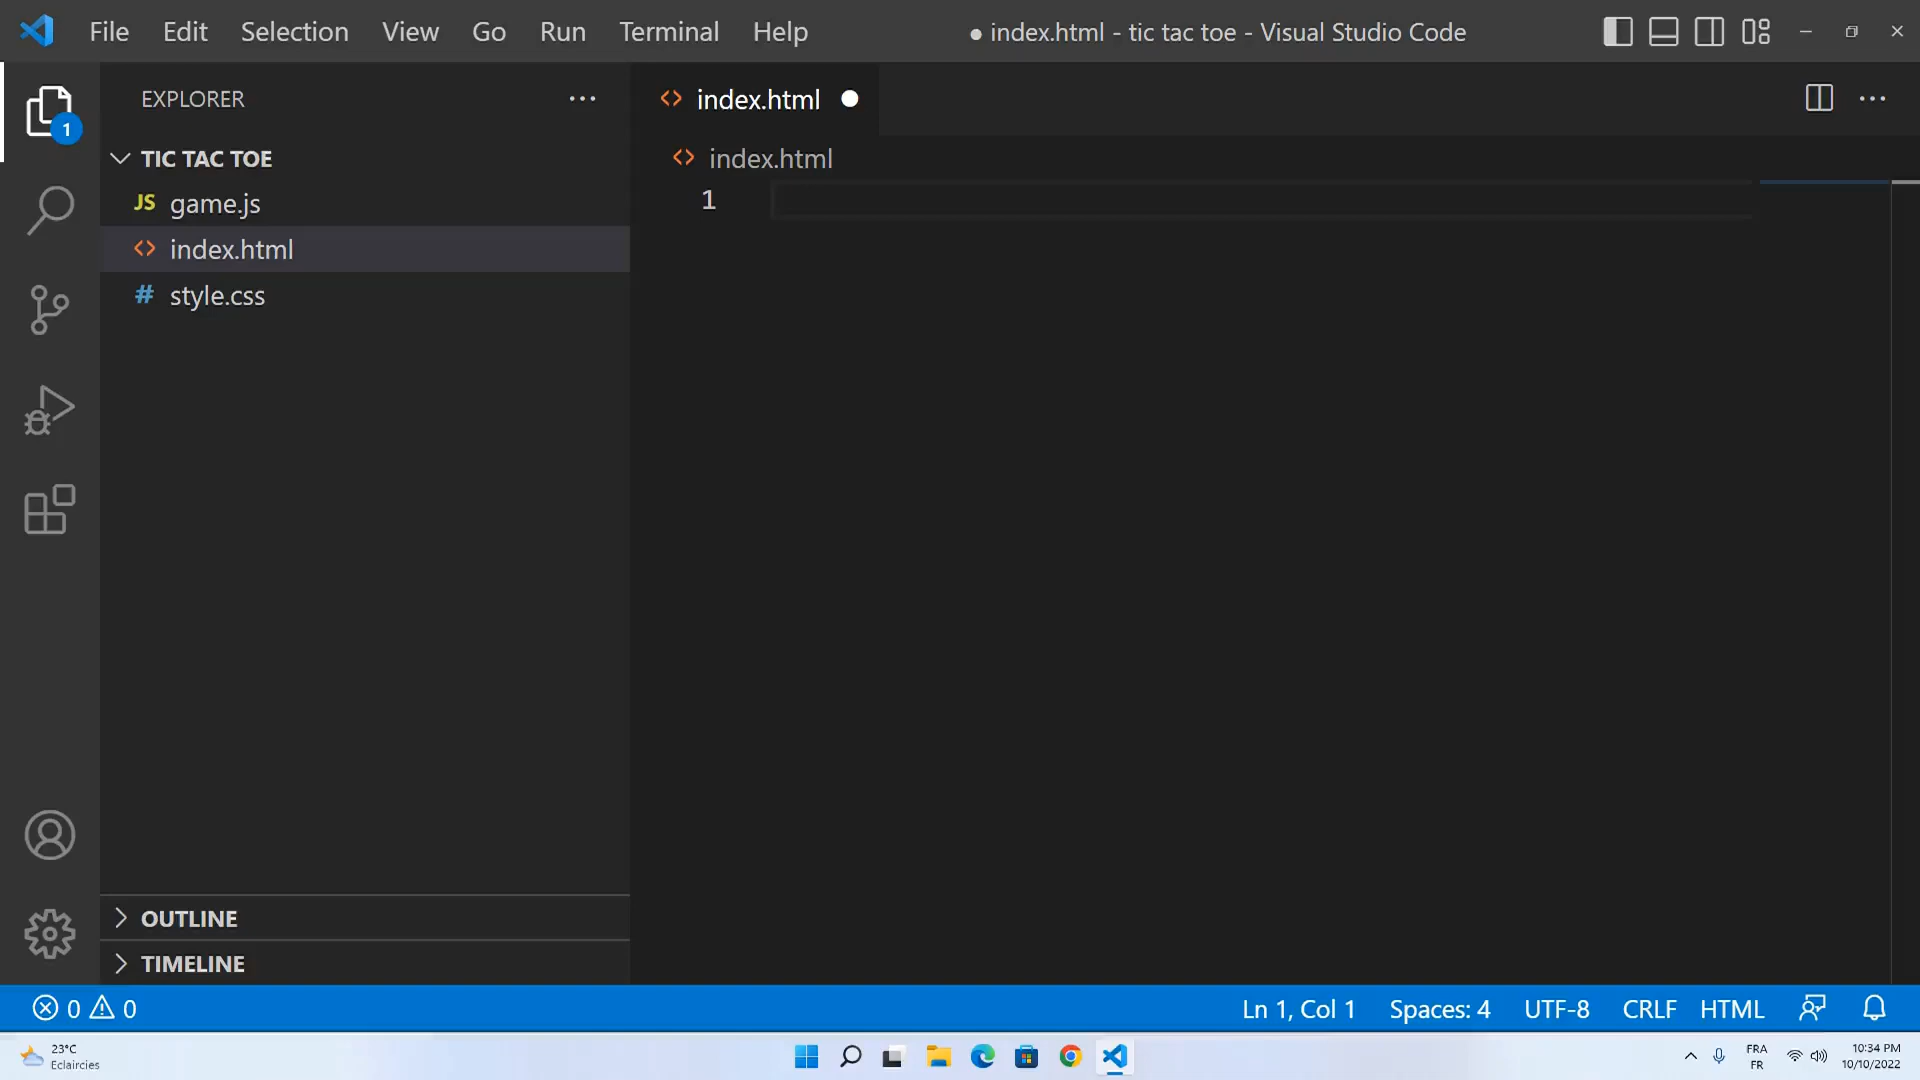 File Edit Selection View Go Run Terminal Help
● index.html - tic tac toe - Visual Studio Code
EXPLORER
index.html
1
TIC TAC TOE
index.html
JS game.js
1
index.html
# style.css
OUTLINE
TIMELINE
0 0
Ln 1, Col 1 Spaces: 4 UTF-8 CRLF HTML
23°C
Eclaircies
FRA
FR
10:34 PM
10/10/2022